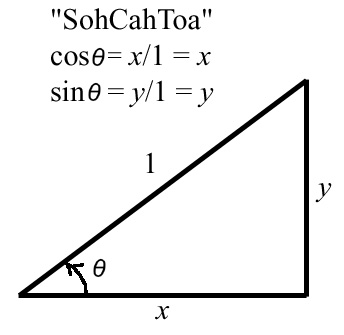 "SohCahToa"
cosθ= x/1 = x
sinθ = y/1 = y
1
y
θ
x